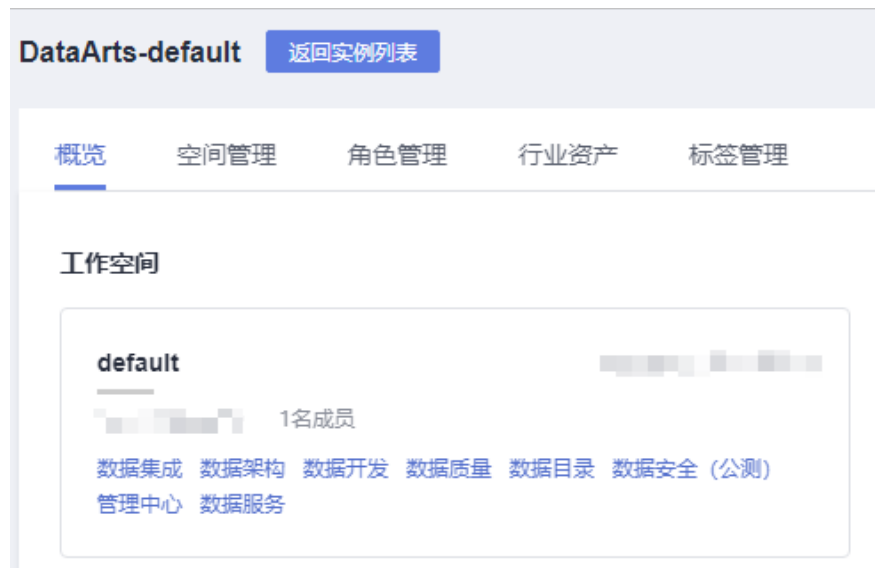 DataArts-default 返回实例列表
概览 空间管理 角色管理 行业资产 标签管理
工作空间
default
1名成员
数据集成 数据架构 数据开发 数据质量 数据目录 数据安全（公测）
管理中心 数据服务